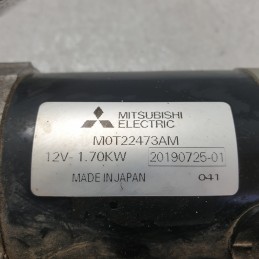 MITSUBISHI
ELECTRIC
M0T22473AM
12V- 1.70KW 20190725-01
MADE IN JAPAN 041